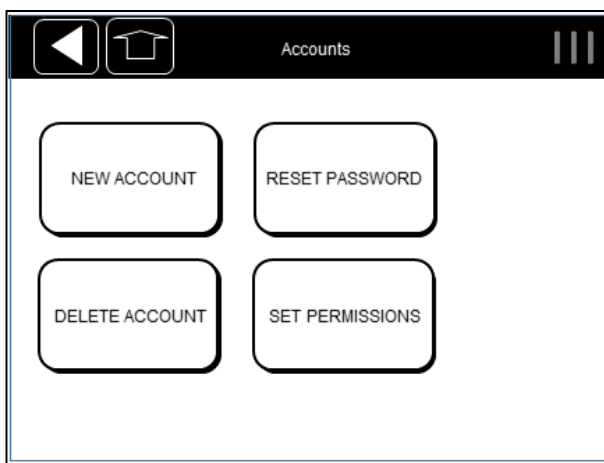 Accounts
NEW ACCOUNT
RESET PASSWORD
DELETE ACCOUNT
SET PERMISSIONS